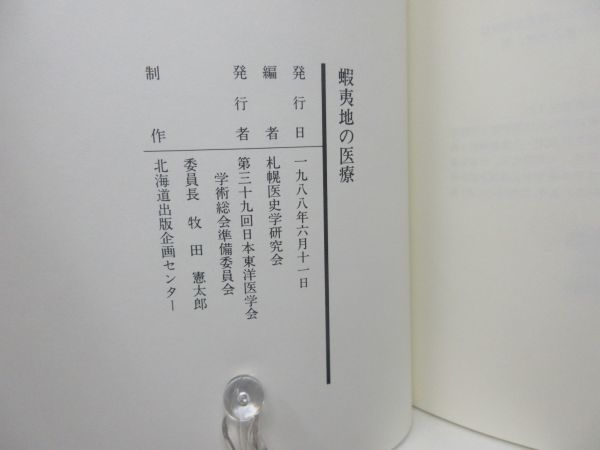 蝦夷地の医療
発行日 一九八八年六月十一日
編者 札幌医史学研究会
発行者 第三十九回日本東洋医学会
学術総会準備委員会
委員長 牧田憲太郎
制作 北海道出版企画センター